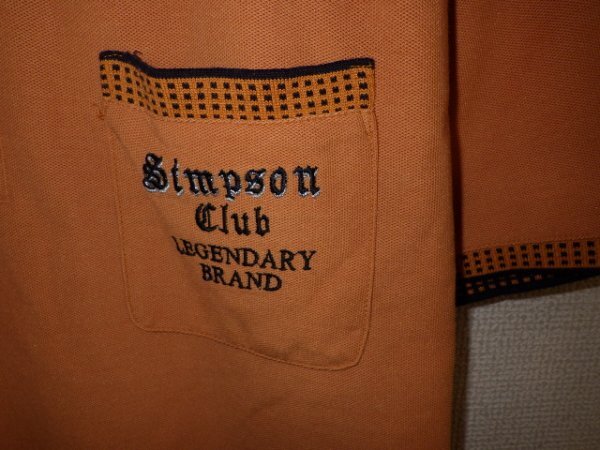 Simpson
Club
LEGENDARY
BRAND